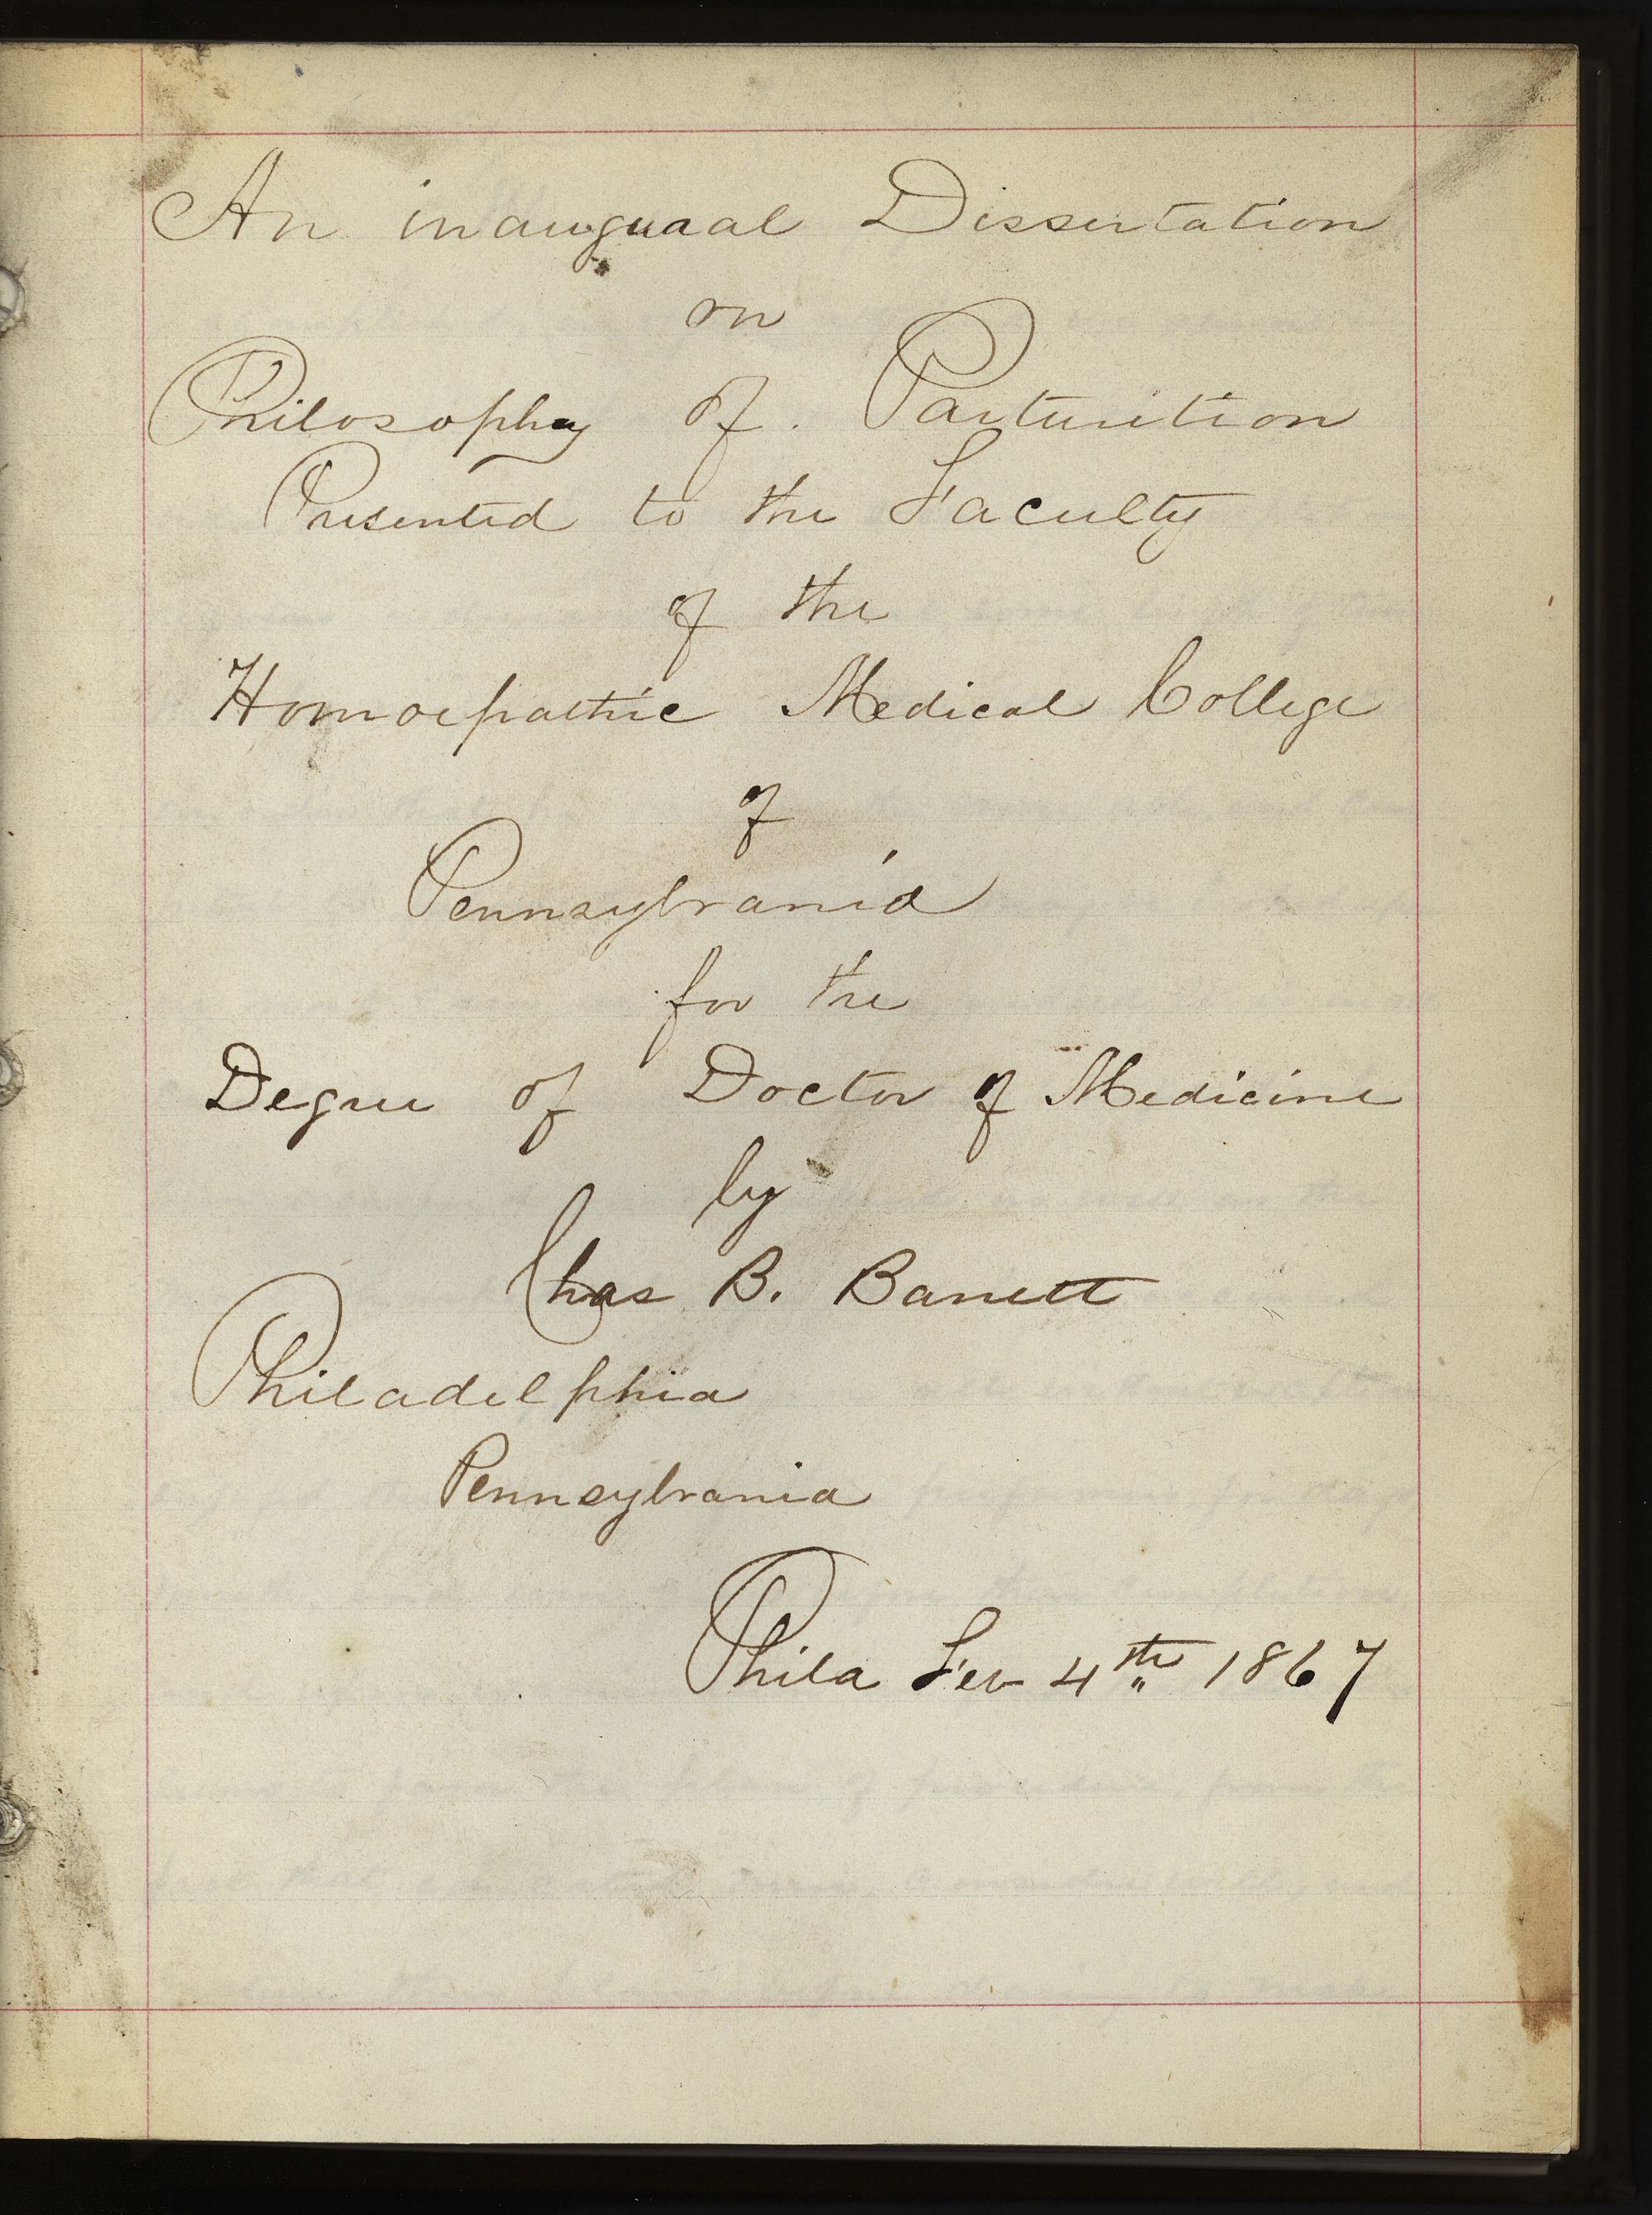 An inaugural Dissertation
on
Philosophy of. Parturition
Presented to the Faculty
of the
Homoepathic Medical College
of
Pennsylvania
for the
Degree of Doctor of Medicine
by
Chas B. Barrett
Philadelphia
Pennsylvania
Phila Feb 4th 1867